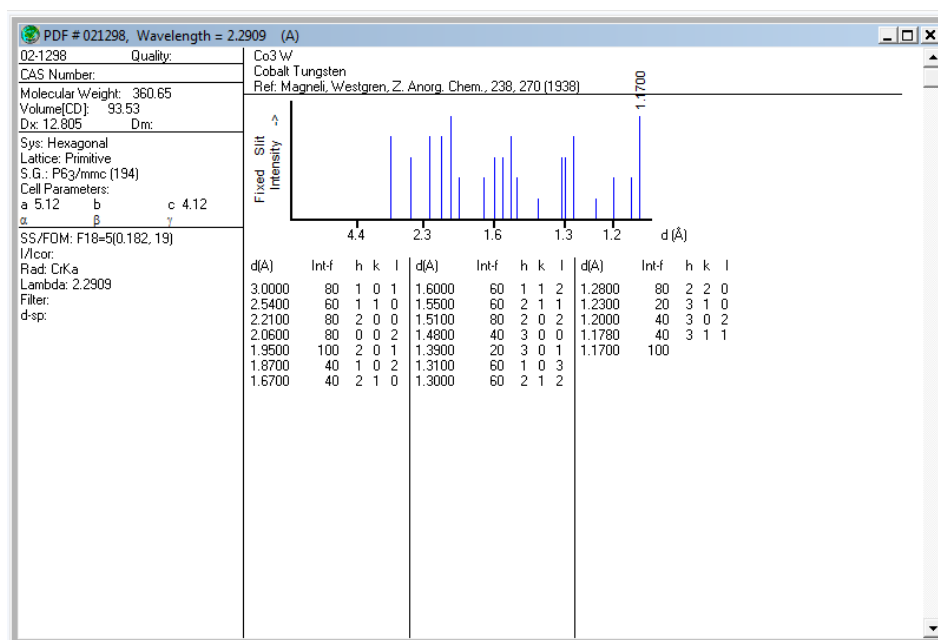 PDF # 021298, Wavelength = 2.2909 (A)
02-1298 Quality:
CAS Number:
Molecular Weight: 360.65
Volume[CD]: 93.53
Dx: 12.805 Dm:
Sys: Hexagonal
Lattice: Primitive
S.G.: P63/mmc (194)
Cell Parameters:
a 5.12 b c 4.12
α β γ
SS/FOM: F18=5(0.182, 19)
I/Icor:
Rad: CrKa
Lambda: 2.2909
Filter:
d-sp:
Co3 W
Cobalt Tungsten
Ref: Magneli, Westgren, Z. Anorg. Chem., 238, 270 (1938)
1.1700
Fixed Slit
Intensity ->
4.4 2.3 1.6 1.3 1.2 d (Å)
d(A) Int-f h k l d(A) Int-f h k l d(A) Int-f h k l
3.0000 80 1 0 1 1.6000 60 1 1 2 1.2800 80 2 2 0
2.5400 60 1 1 0 1.5500 60 2 1 1 1.2300 20 3 1 0
2.2100 80 2 0 0 1.5100 80 2 0 2 1.2000 40 3 0 2
2.0600 80 0 0 2 1.4800 40 3 0 0 1.1780 40 3 1 1
1.9500 100 2 0 1 1.3900 20 3 0 1 1.1700 100
1.8700 40 1 0 2 1.3100 60 1 0 3
1.6700 40 2 1 0 1.3000 60 2 1 2